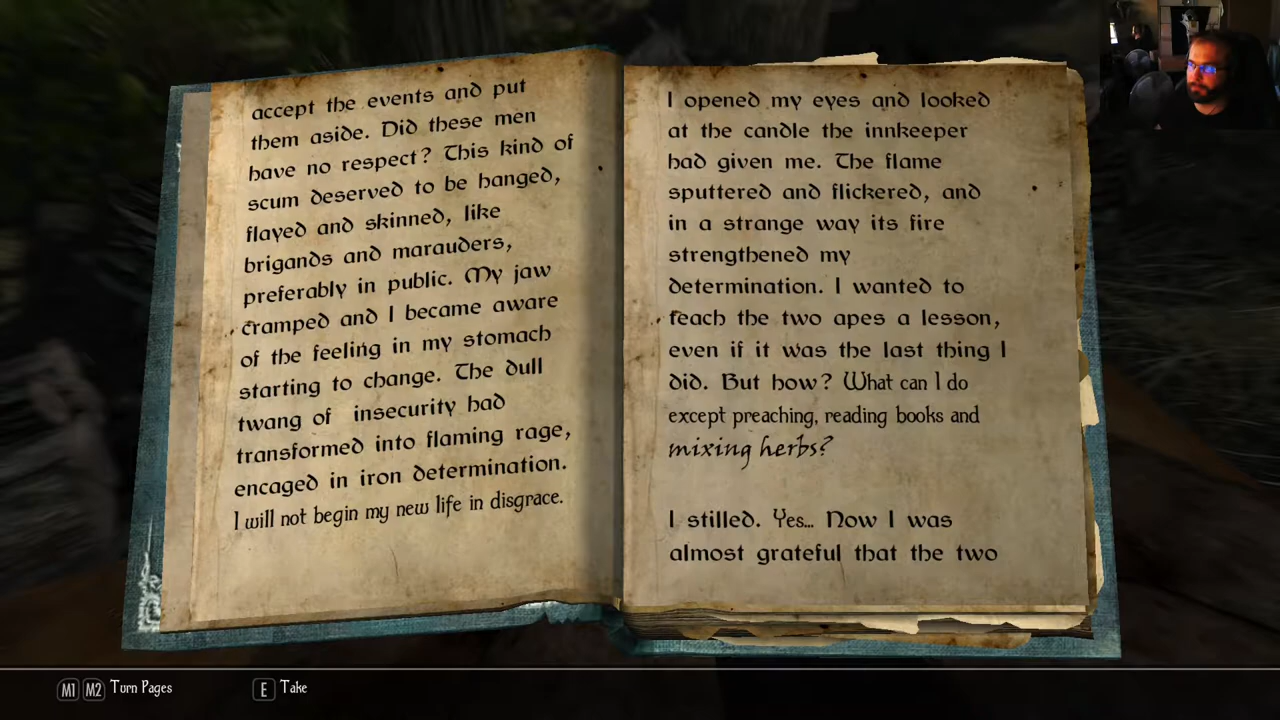 accept the events and put
them aside. Did these men
have no respect? This kind of
scum deserved to be hanged,
flayed and skinned, like
brigands and marauders,
preferably in public. My jaw
cramped and I became aware
of the feeling in my stomach
starting to change. The dull
twang of insecurity had
transformed into flaming rage,
encaged in iron determination.
I will not begin my new life in disgrace.
I opened my eyes and looked
at the candle the innkeeper
had given me. The flame
sputtered and flickered, and
in a strange way its fire
strengthened my
determination. I wanted to
teach the two apes a lesson,
even if it was the last thing I
did. But how? What can I do
except preaching, reading books and
mixing herbs?
I stilled. Yes... Now I was
almost grateful that the two
M1 M2 Turn Pages
E Take